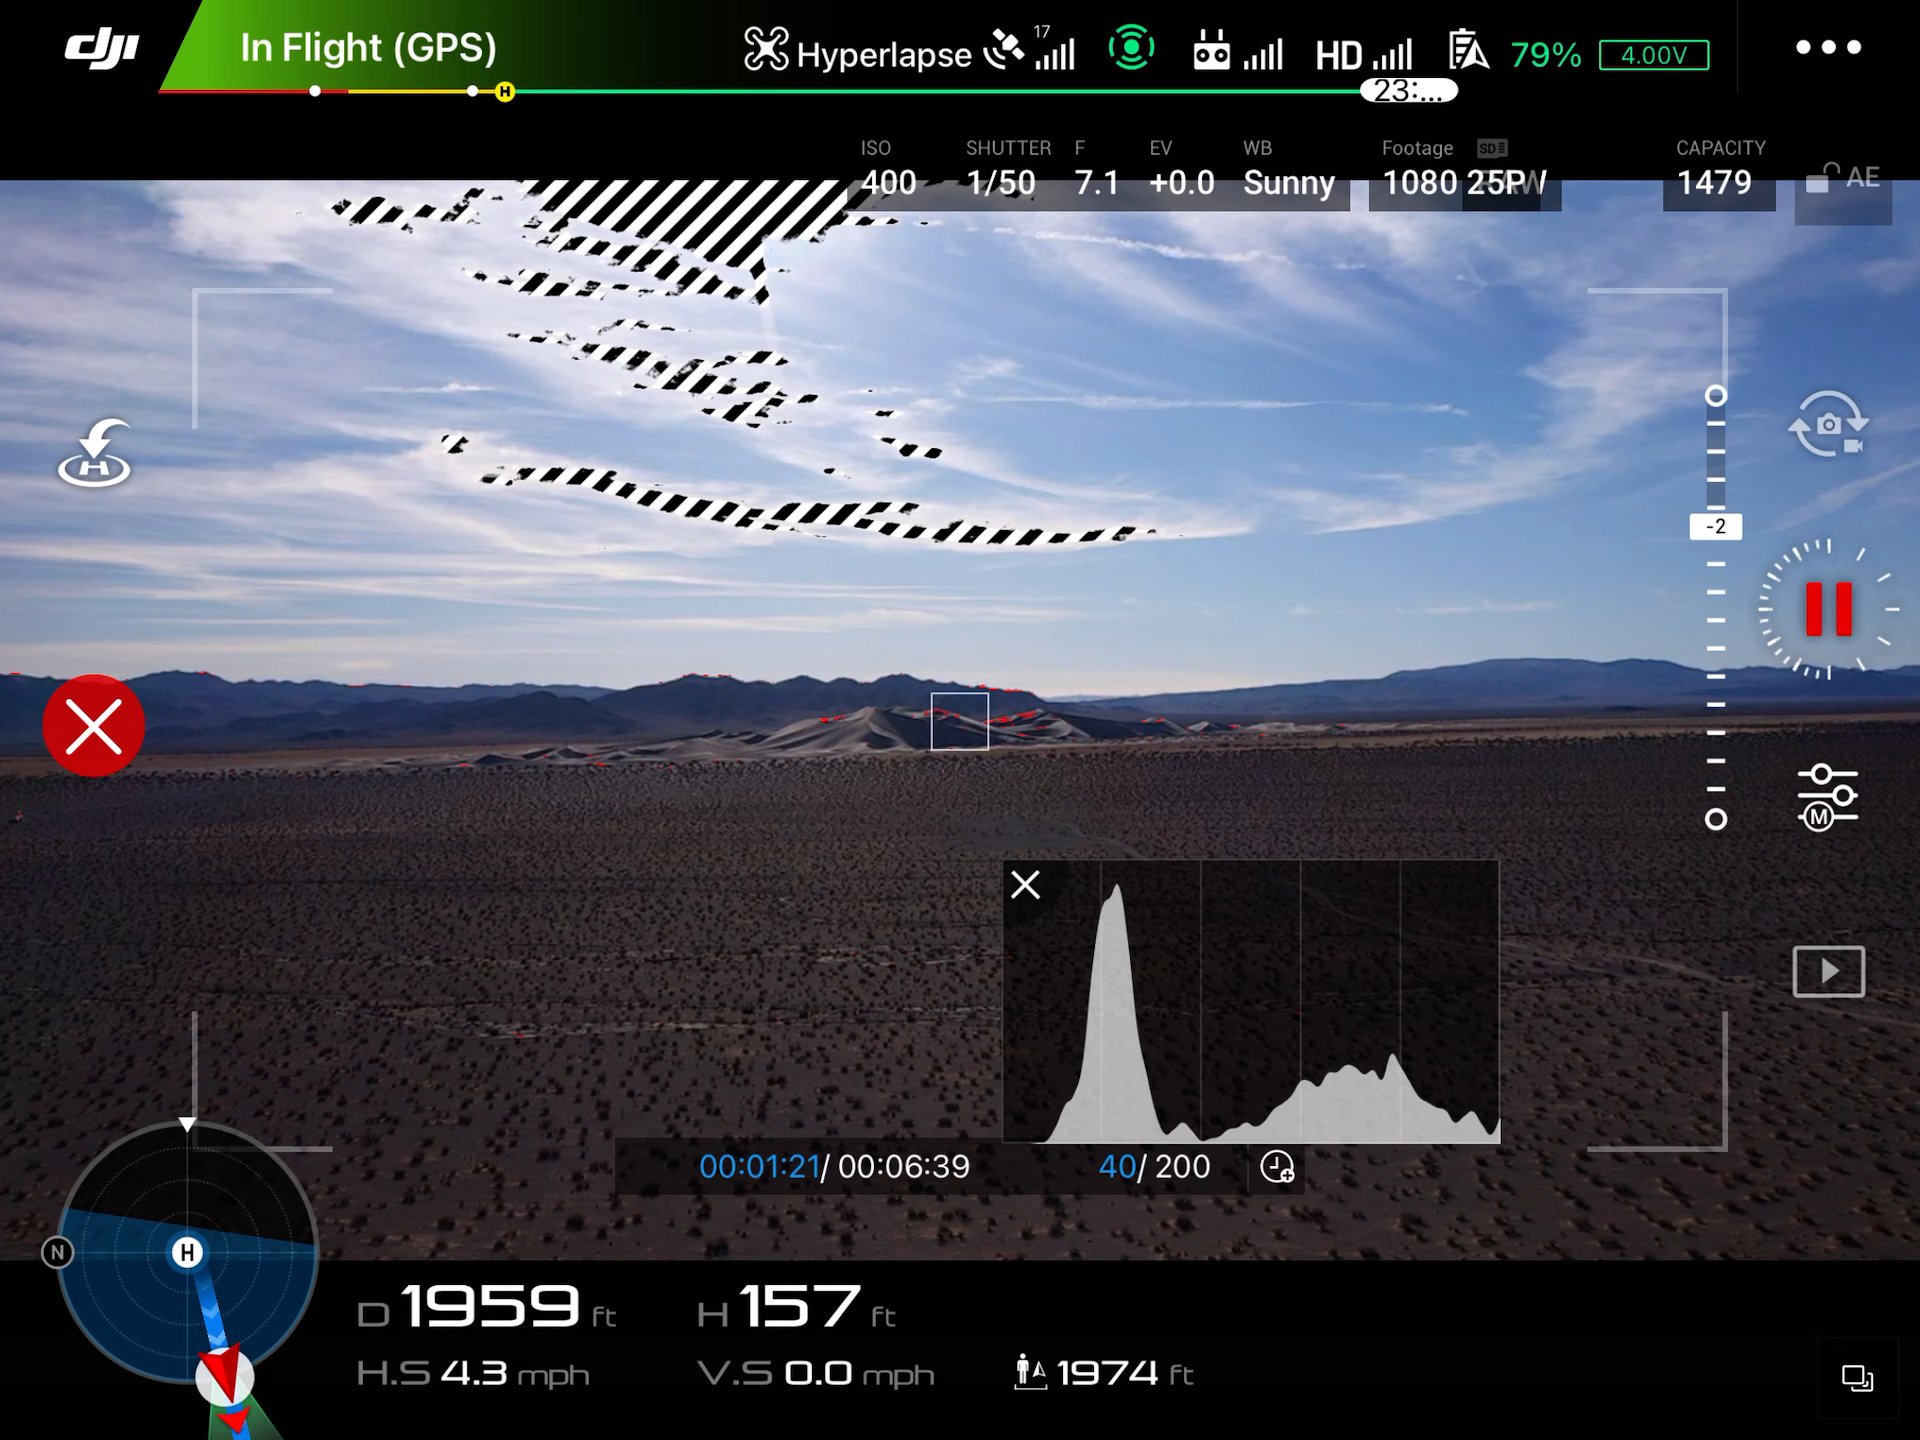 dji In Flight (GPS) Hyperlapse 17 HD 79% 4.00V
H 23:...
ISO SHUTTER F EV WB Footage SD CAPACITY
400 1/50 7.1 +0.0 Sunny 1080 25P 1479 AE
H
-2
M
00:01:21/ 00:06:39 40/ 200
N H
D 1959 ft H 157 ft
H.S 4.3 mph V.S 0.0 mph 1974 ft